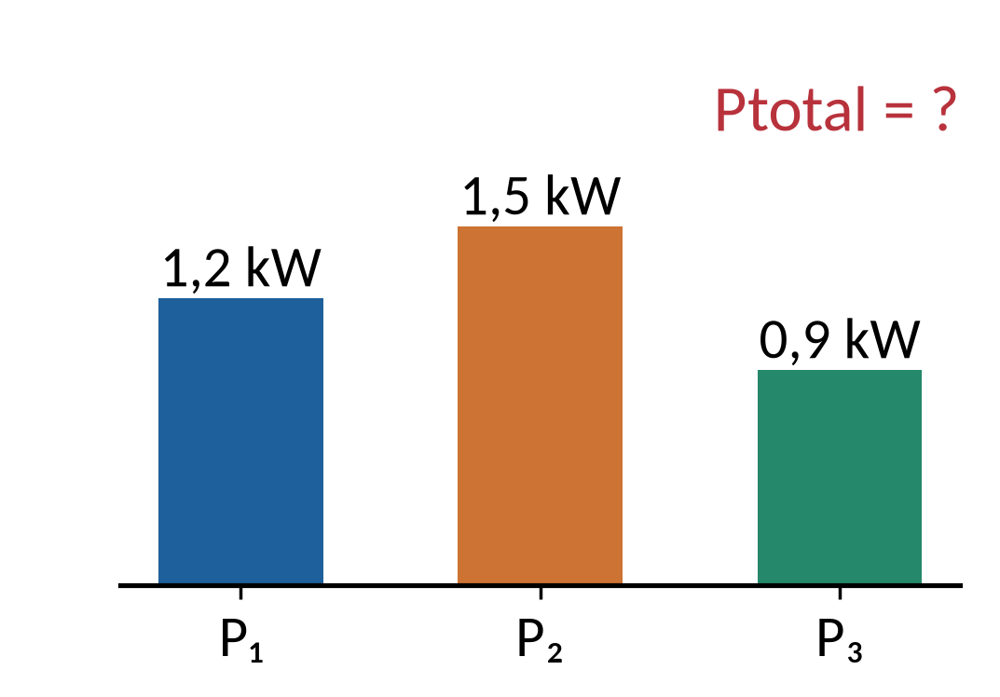 Ptotal = ?
1,5 kW
1,2 kW
0,9 kW
P₁
P₂
P₃